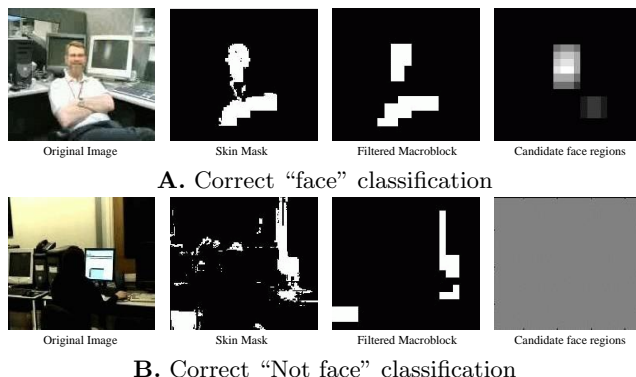 Original Image Skin Mask Filtered Macroblock Candidate face regions
A. Correct “face” classification
Original Image Skin Mask Filtered Macroblock Candidate face regions
B. Correct “Not face” classification